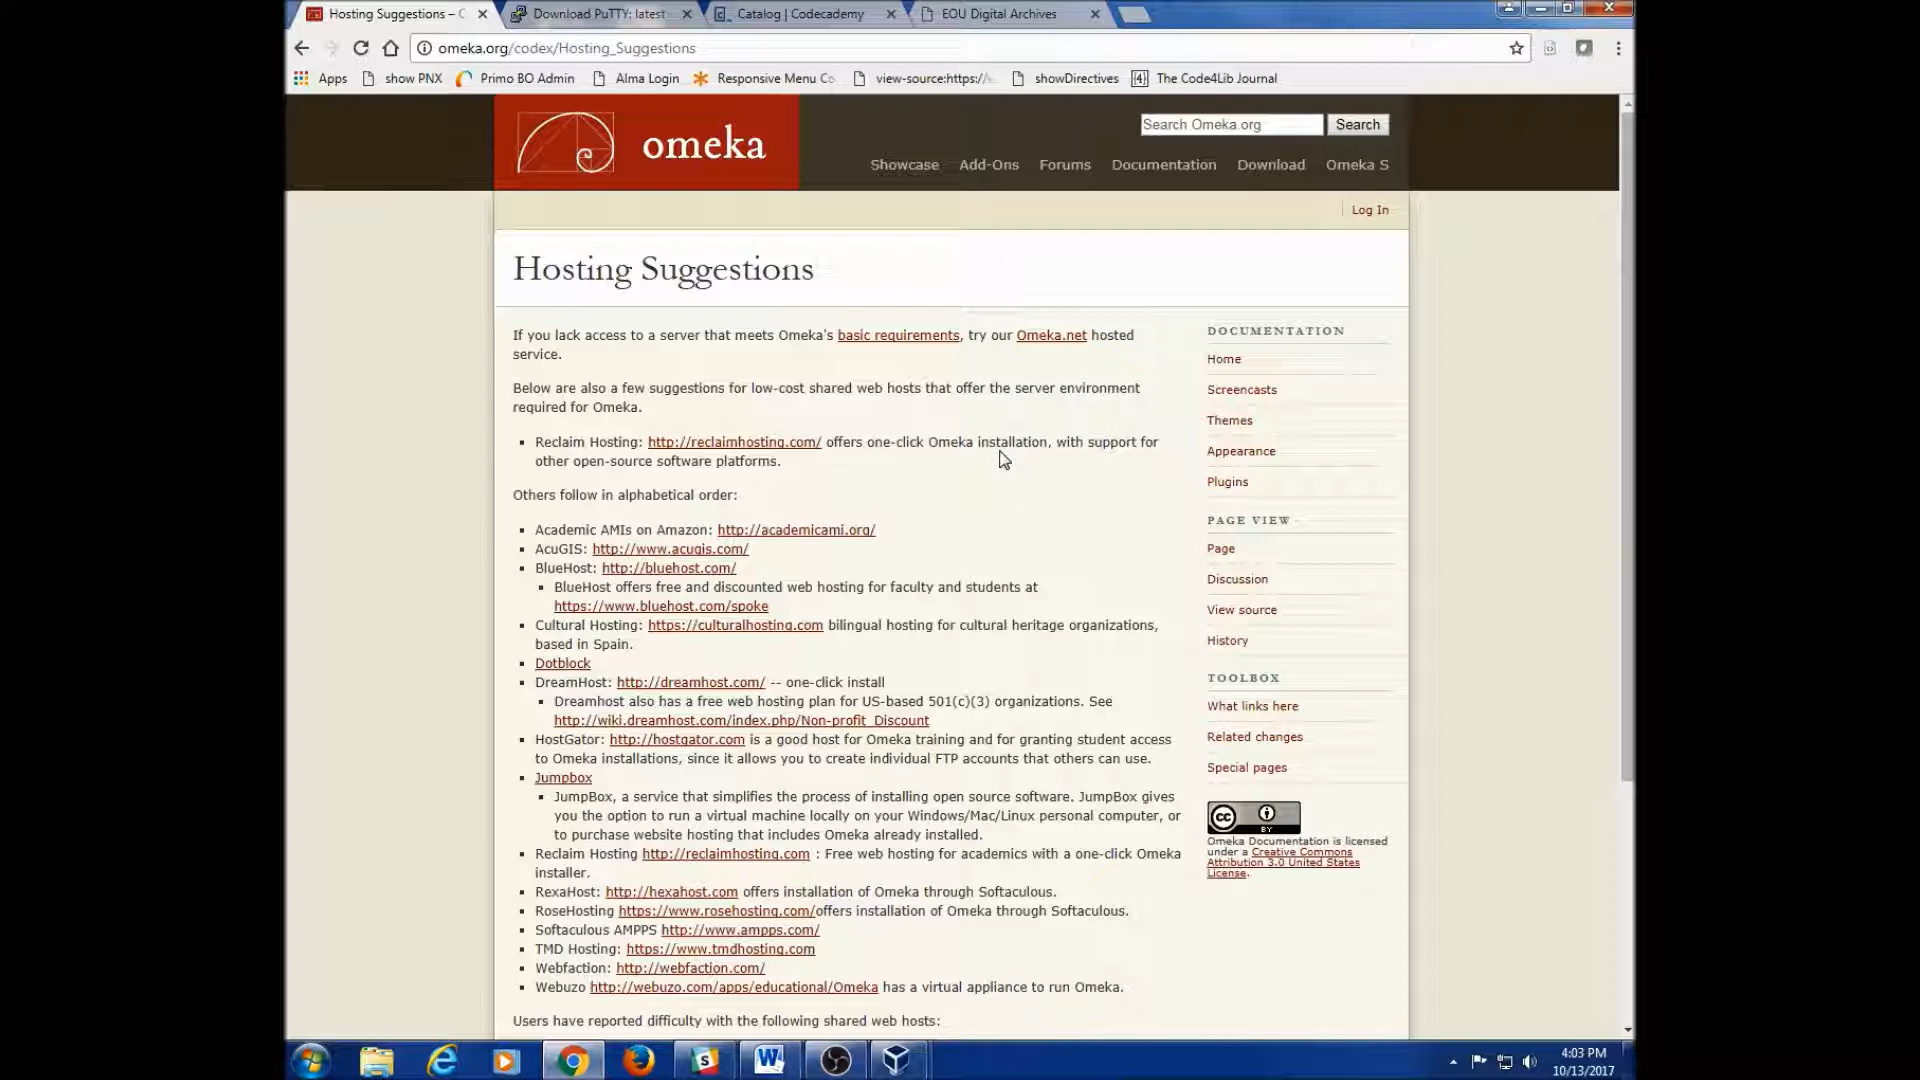 Hosting Suggestions – C
Download PuTTY: latest
Catalog | Codecademy
EOU Digital Archives
omeka.org/codex/Hosting_Suggestions
Apps
show PNX
Primo BO Admin
Alma Login
Responsive Menu Co
view-source:https://
showDirectives
The Code4Lib Journal
omeka
Search Omeka.org
Search
Showcase
Add-Ons
Forums
Documentation
Download
Omeka S
Log In
Hosting Suggestions
If you lack access to a server that meets Omeka's basic requirements, try our Omeka.net hosted
service.
Below are also a few suggestions for low-cost shared web hosts that offer the server environment
required for Omeka.
Reclaim Hosting: http://reclaimhosting.com/ offers one-click Omeka installation, with support for
other open-source software platforms.
Others follow in alphabetical order:
Academic AMIs on Amazon: http://academicami.org/
AcuGIS: http://www.acugis.com/
BlueHost: http://bluehost.com/
BlueHost offers free and discounted web hosting for faculty and students at
https://www.bluehost.com/spoke
Cultural Hosting: https://culturalhosting.com bilingual hosting for cultural heritage organizations,
based in Spain.
Dotblock
DreamHost: http://dreamhost.com/ -- one-click install
Dreamhost also has a free web hosting plan for US-based 501(c)(3) organizations. See
http://wiki.dreamhost.com/index.php/Non-profit_Discount
HostGator: http://hostgator.com is a good host for Omeka training and for granting student access
to Omeka installations, since it allows you to create individual FTP accounts that others can use.
Jumpbox
JumpBox, a service that simplifies the process of installing open source software. JumpBox gives
you the option to run a virtual machine locally on your Windows/Mac/Linux personal computer, or
to purchase website hosting that includes Omeka already installed.
Reclaim Hosting http://reclaimhosting.com : Free web hosting for academics with a one-click Omeka
installer.
RexaHost: http://hexahost.com offers installation of Omeka through Softaculous.
RoseHosting https://www.rosehosting.com/offers installation of Omeka through Softaculous.
Softaculous AMPPS http://www.ampps.com/
TMD Hosting: https://www.tmdhosting.com
Webfaction: http://webfaction.com/
Webuzo http://webuzo.com/apps/educational/Omeka has a virtual appliance to run Omeka.
Users have reported difficulty with the following shared web hosts:
DOCUMENTATION
Home
Screencasts
Themes
Appearance
Plugins
PAGE VIEW
Page
Discussion
View source
History
TOOLBOX
What links here
Related changes
Special pages
cc
BY
Omeka Documentation is licensed
under a Creative Commons
Attribution 3.0 United States
License.
4:03 PM
10/13/2017